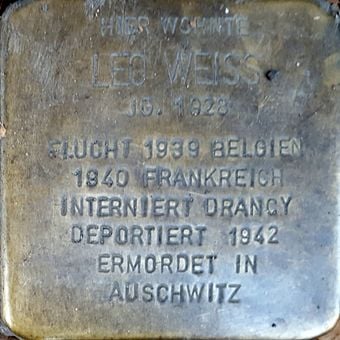 HIER WOHNTE
LEO WEISS
JG. 1928
FLUCHT 1939 BELGIEN
1940 FRANKREICH
INTERNIERT DRANCY
DEPORTIERT 1942
ERMORDET IN
AUSCHWITZ